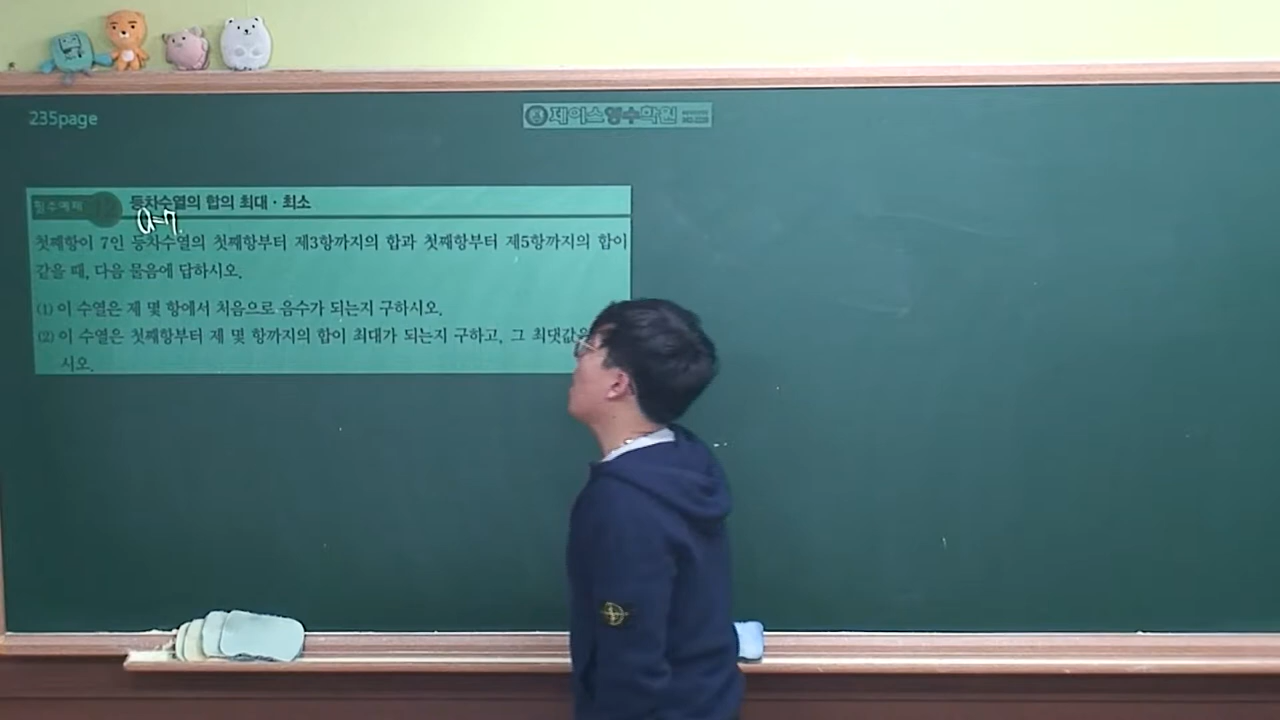 235page
제이스영수학원
필수예제 12 등차수열의 합의 최대 · 최소
a=7.
첫째항이 7인 등차수열의 첫째항부터 제3항까지의 합과 첫째항부터 제5항까지의 합이
같을 때, 다음 물음에 답하시오.
(1) 이 수열은 제 몇 항에서 처음으로 음수가 되는지 구하시오.
(2) 이 수열은 첫째항부터 제 몇 항까지의 합이 최대가 되는지 구하고, 그 최댓값을
시오.